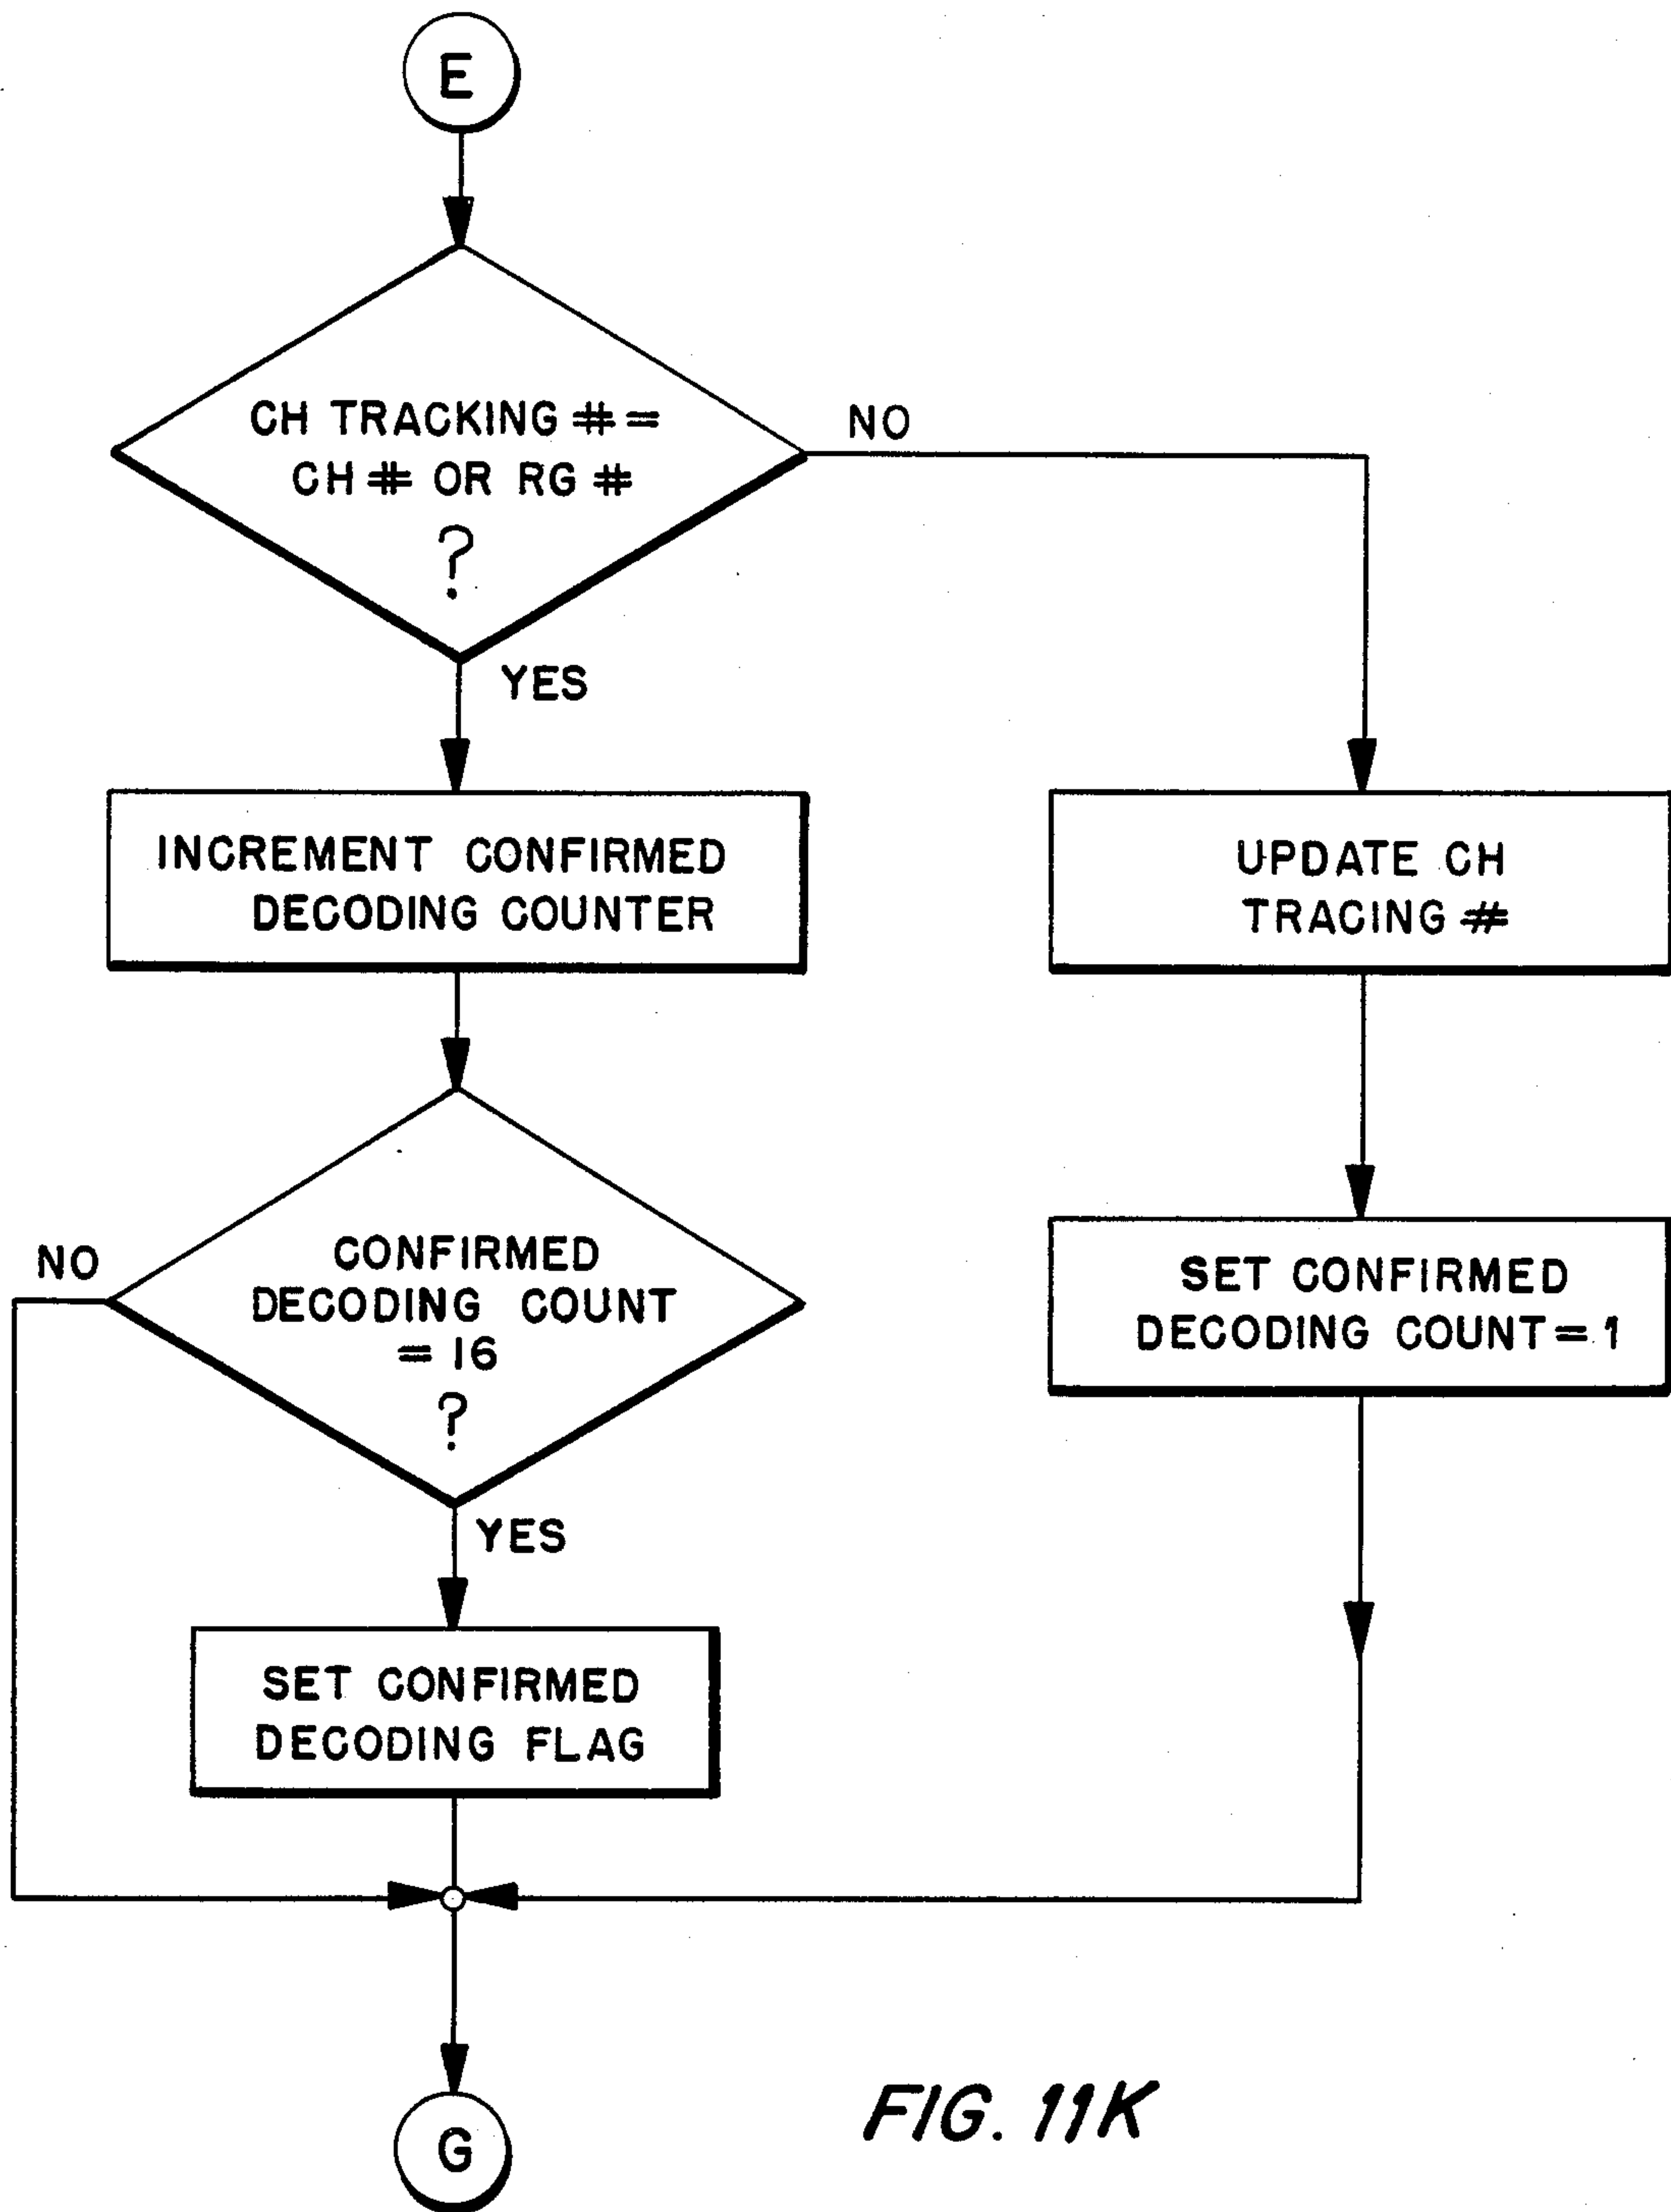 E
CH TRACKING # =
CH # OR RG #
?
NO
YES
INCREMENT CONFIRMED
DECODING COUNTER
UPDATE CH
TRACING #
CONFIRMED
DECODING COUNT
= 16
?
NO
YES
SET CONFIRMED
DECODING COUNT = 1
SET CONFIRMED
DECODING FLAG
G
FIG. 11K